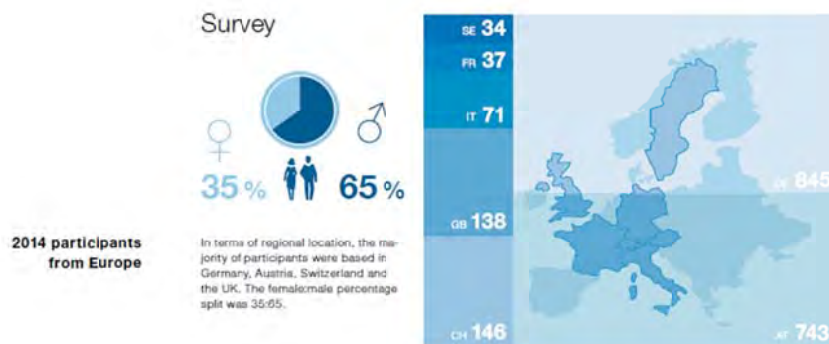 Survey
SE 34
FR 37
IT 71
GB 138
CH 146
DE 845
AT 743
35 %
65 %
2014 participants
from Europe
In terms of regional location, the ma-
jority of participants were based in
Germany, Austria, Switzerland and
the UK. The female:male percentage
split was 35:65.